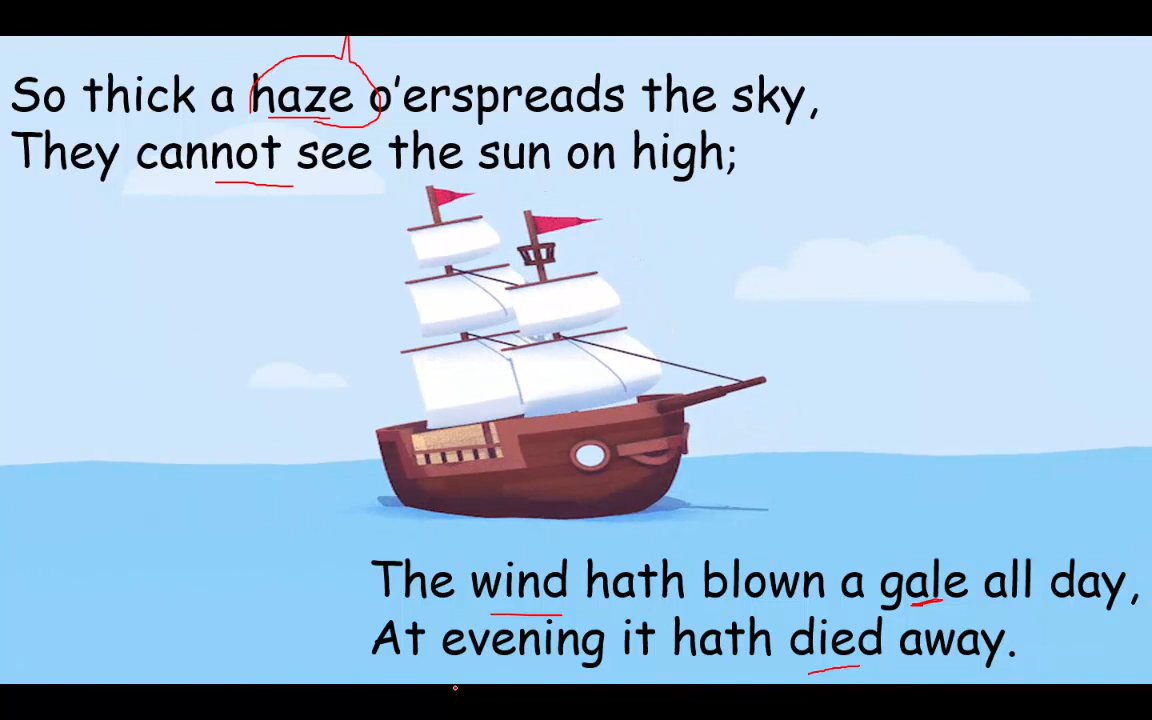 So thick a haze o'erspreads the sky,
They cannot see the sun on high;
The wind hath blown a gale all day,
At evening it hath died away.